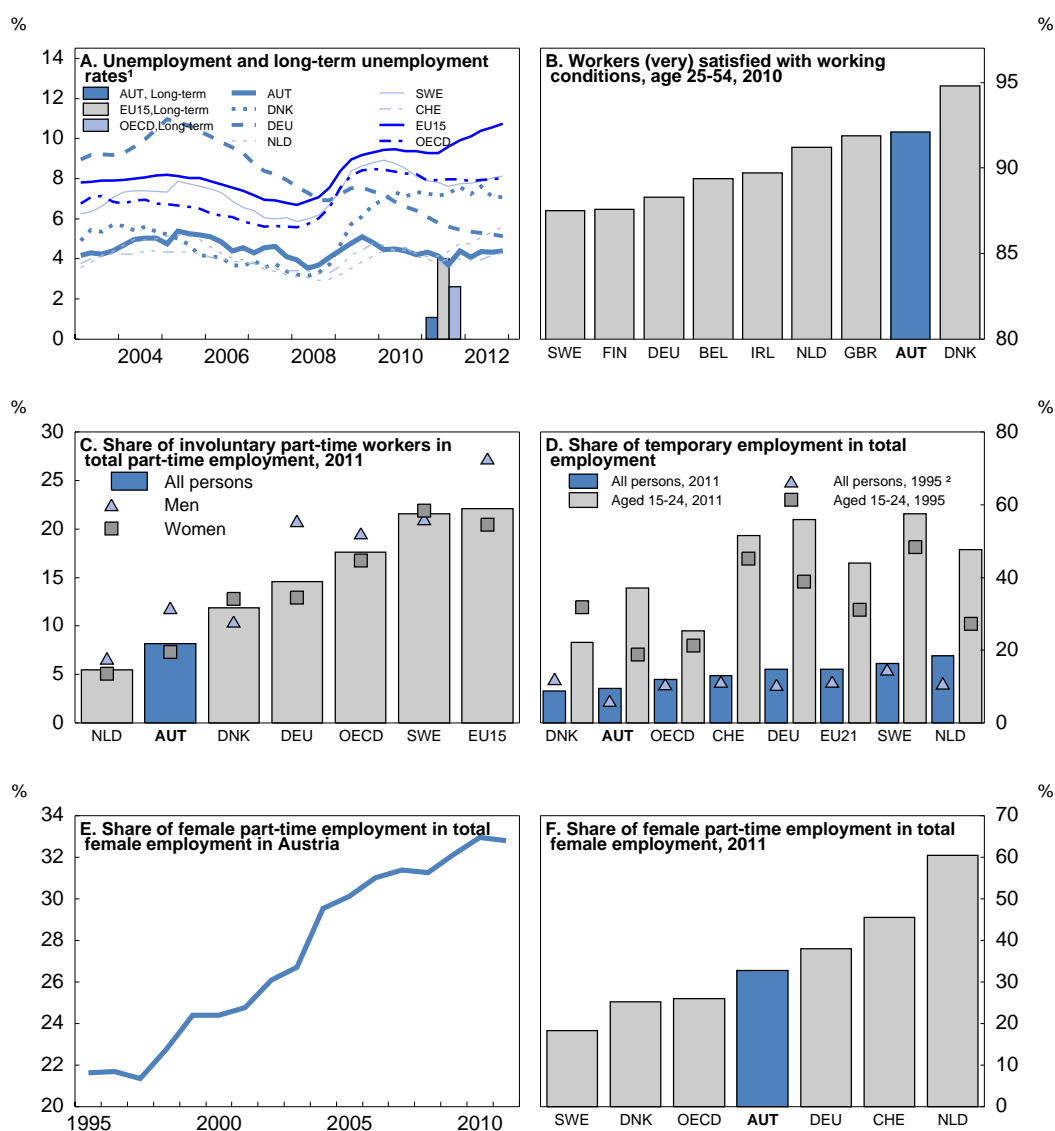 %
%
A. Unemployment and long-term unemployment
rates¹
AUT, Long-term
EU15,Long-term
OECD,Long-term
AUT
DNK
DEU
NLD
SWE
CHE
EU15
OECD
14
12
10
8
6
4
2
0
2004
2006
2008
2010
2012
B. Workers (very) satisfied with working
conditions, age 25-54, 2010
95
90
85
80
SWE
FIN
DEU
BEL
IRL
NLD
GBR
AUT
DNK
%
%
C. Share of involuntary part-time workers in
total part-time employment, 2011
All persons
Men
Women
30
25
20
15
10
5
0
NLD
AUT
DNK
DEU
OECD
SWE
EU15
D. Share of temporary employment in total
employment
All persons, 2011
Aged 15-24, 2011
All persons, 1995 ²
Aged 15-24, 1995
80
60
40
20
0
DNK
AUT
OECD
CHE
DEU
EU21
SWE
NLD
%
%
E. Share of female part-time employment in total
female employment in Austria
34
32
30
28
26
24
22
20
1995
2000
2005
2010
F. Share of female part-time employment in total
female employment, 2011
70
60
50
40
30
20
10
0
SWE
DNK
OECD
AUT
DEU
CHE
NLD